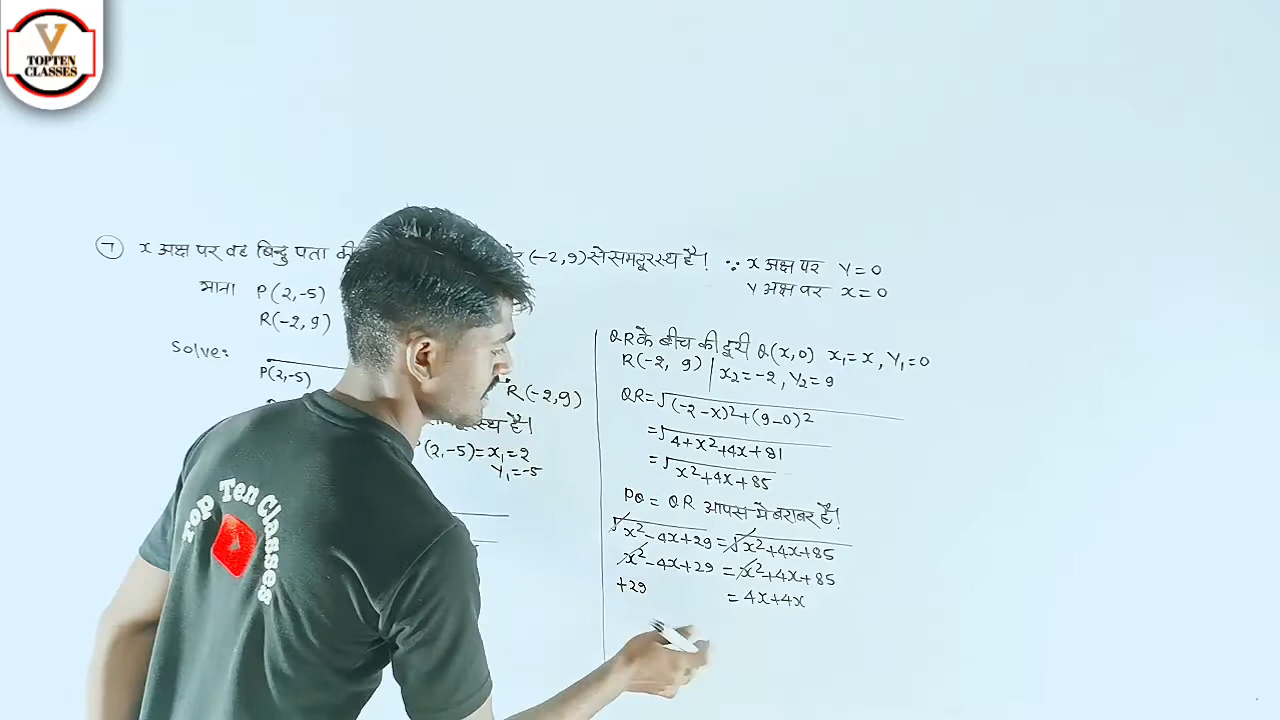 V
TOPTEN
CLASSES
7 x अक्ष पर वह बिन्दु पता की (-2,9) से समदूरस्थ है। ∵ x अक्ष पर Y=0
Y अक्ष पर x=0
माना P(2,-5)
R(-2,9)
Solve:
P(2,-5)
R(-2,9)
है।
(2,-5)=x₁=2
Y₁=-5
QR के बीच की दूरी Q(x,0) x₁=x, Y₁=0
R(-2, 9) | x₂=-2, Y₂=9
QR=√(-2-x)²+(9-0)²
=√4+x²+4x+81
=√x²+4x+85
PQ = QR आपस मे बराबर है।
√x²-4x+29 = √x²+4x+85
x²-4x+29 = x²+4x+85
+29 = 4x+4x
Top Ten Classes